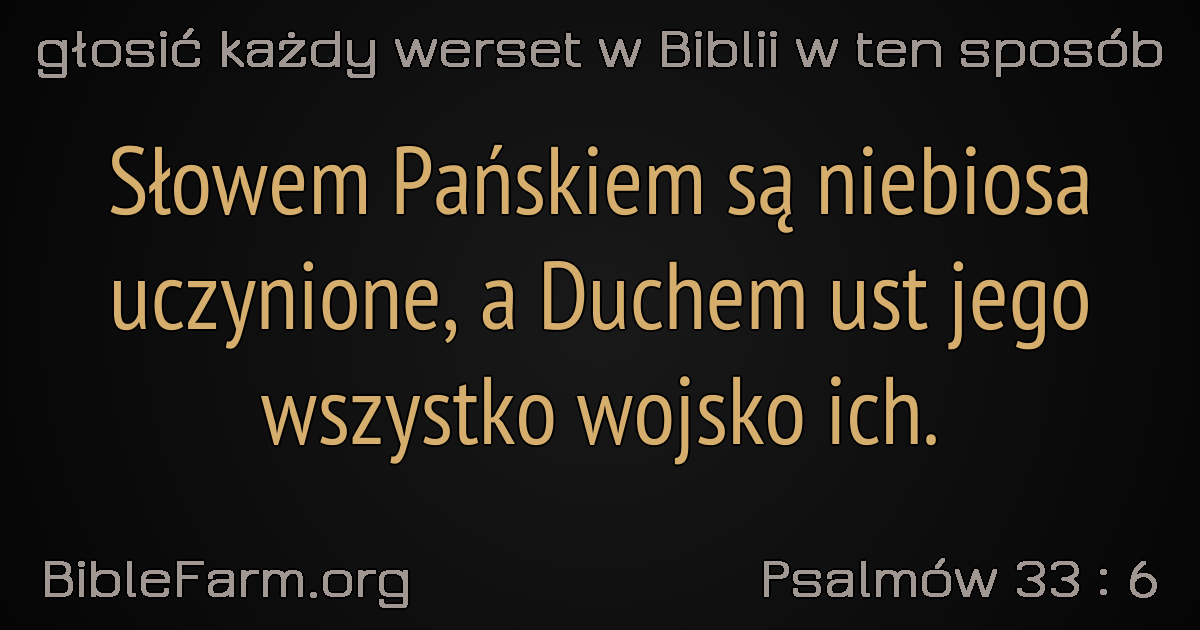 głosić każdy werset w Biblii w ten sposób
Słowem Pańskiem są niebiosa
uczynione, a Duchem ust jego
wszystko wojsko ich.
BibleFarm.org
Psalmów 33 : 6